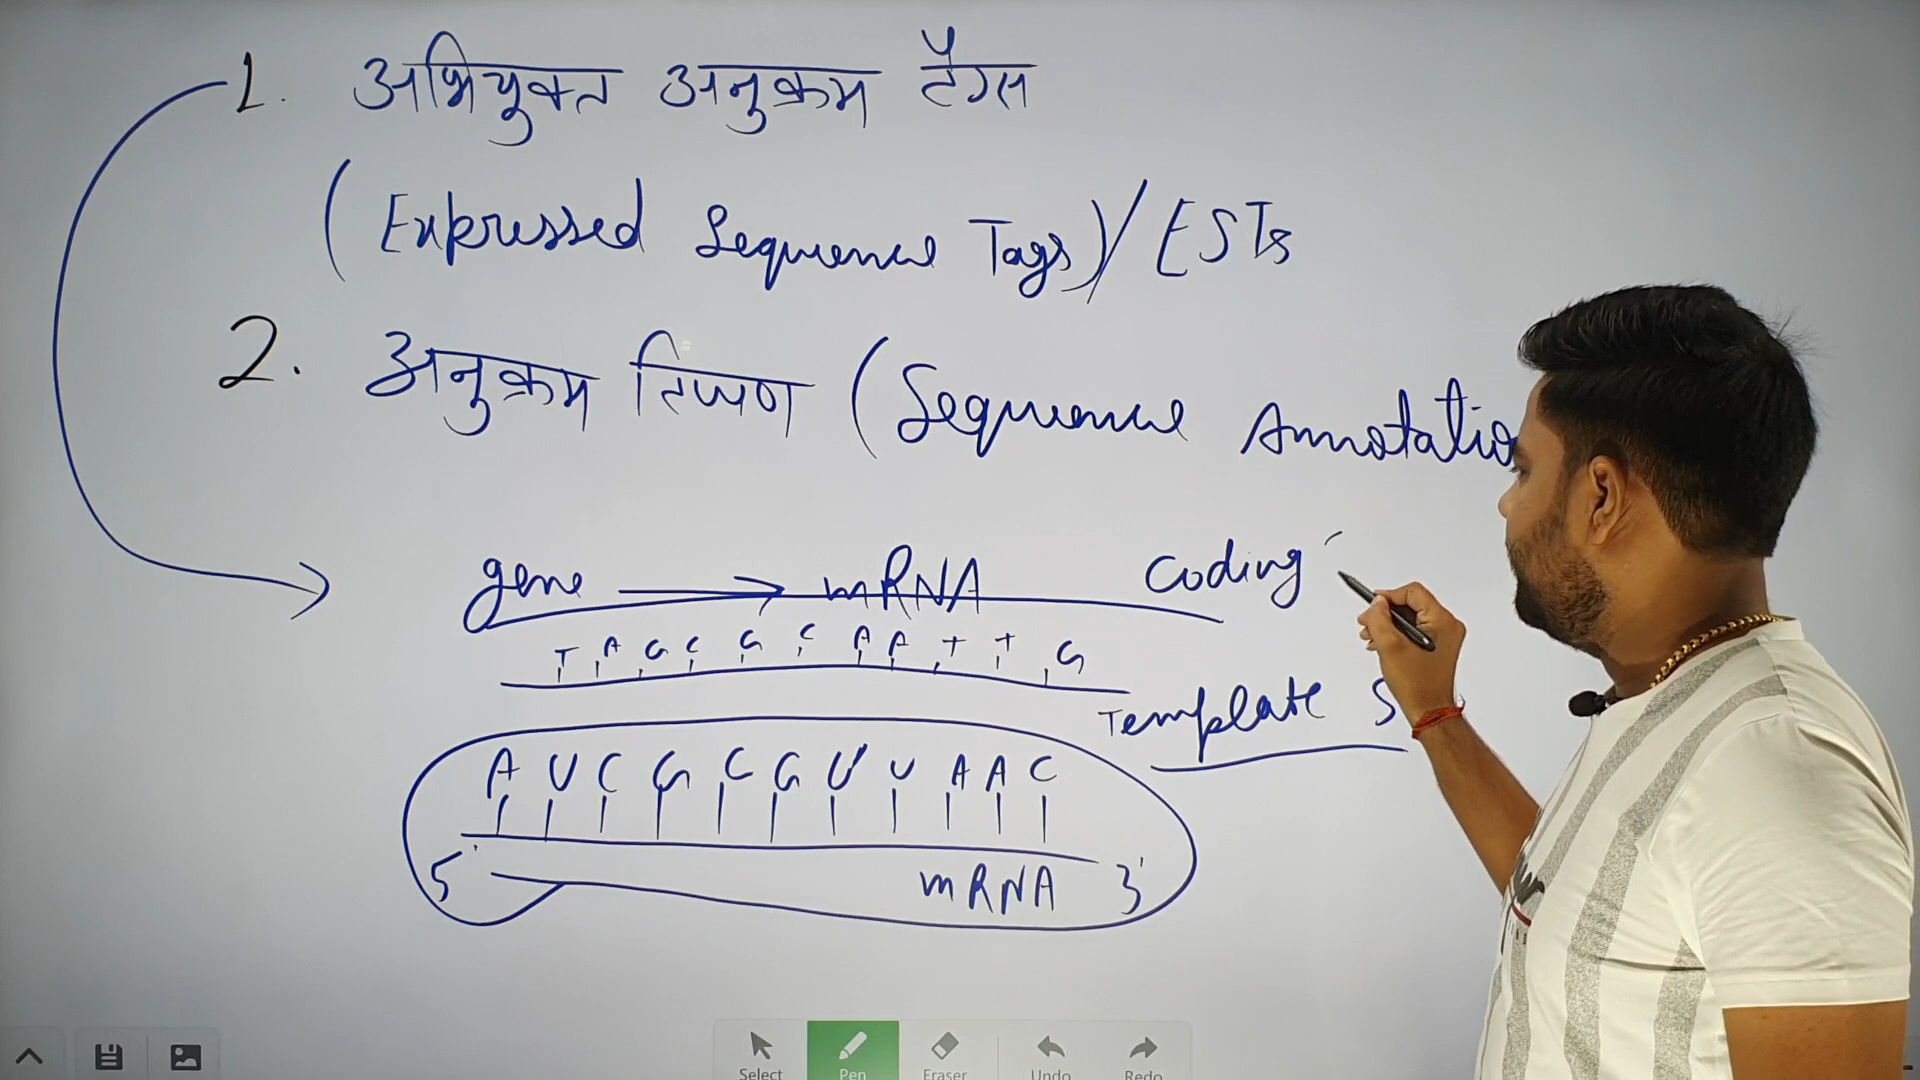 1. अभियुक्त अनुक्रम टैग्स
(Expressed Sequence Tags)/ESTs
2. अनुक्रम टिप्पण (Sequence Annotatio
gene → mRNA
Coding
T A G C G C A A T T G
Template S
A U C G C G U U A A C
5' mRNA 3'
Select Pen Eraser Undo Redo